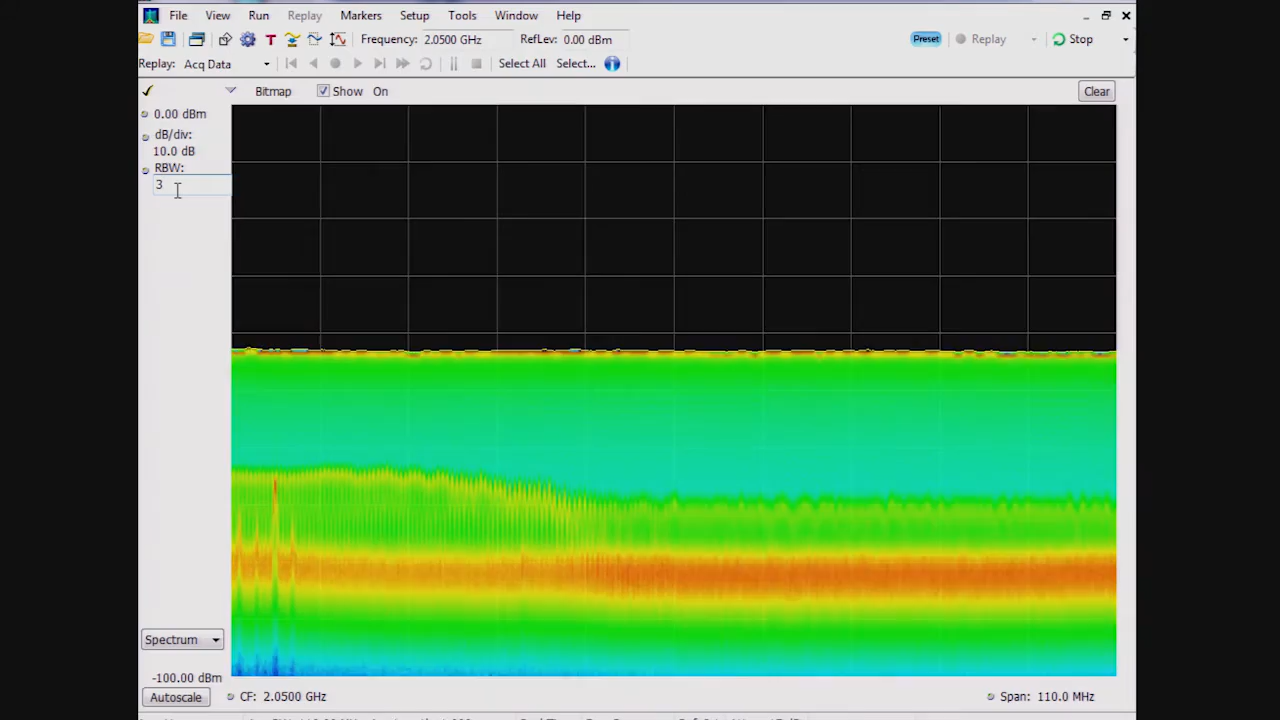 File View Run Replay Markers Setup Tools Window Help
Frequency: 2.0500 GHz RefLev: 0.00 dBm Preset Replay Stop
Replay: Acq Data Select All Select...
Bitmap Show On Clear
0.00 dBm
dB/div:
10.0 dB
RBW:
3
Spectrum
-100.00 dBm
Autoscale CF: 2.0500 GHz Span: 110.0 MHz